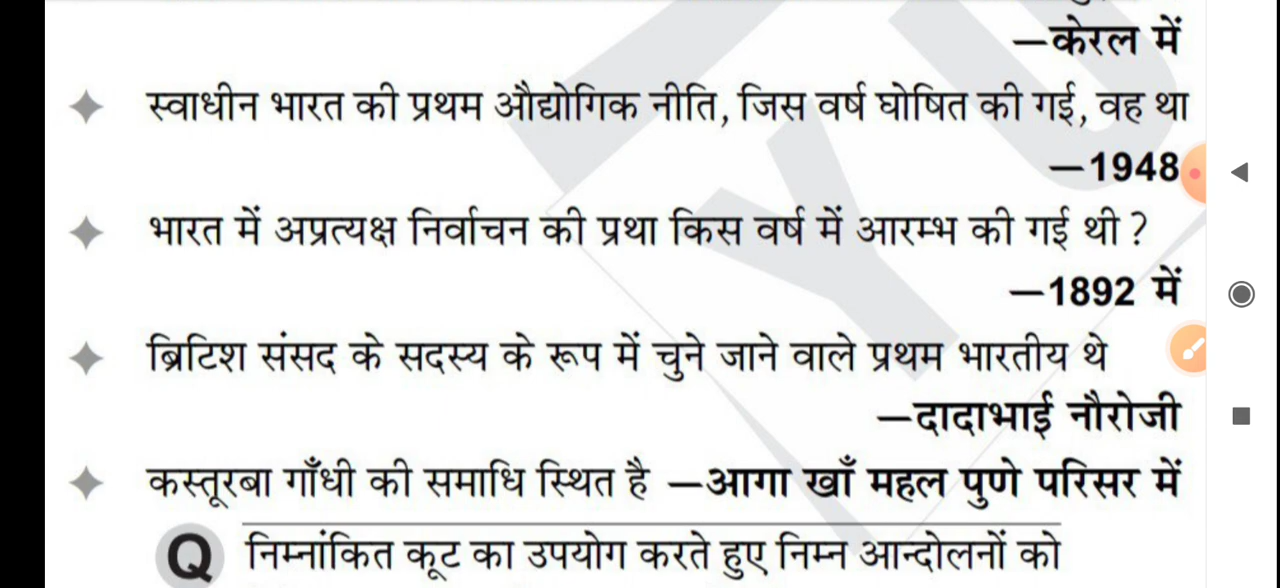 —केरल में
स्वाधीन भारत की प्रथम औद्योगिक नीति, जिस वर्ष घोषित की गई, वह था
—1948
भारत में अप्रत्यक्ष निर्वाचन की प्रथा किस वर्ष में आरम्भ की गई थी ?
—1892 में
ब्रिटिश संसद के सदस्य के रूप में चुने जाने वाले प्रथम भारतीय थे
—दादाभाई नौरोजी
कस्तूरबा गाँधी की समाधि स्थित है —आगा खाँ महल पुणे परिसर में
Q निम्नांकित कूट का उपयोग करते हुए निम्न आन्दोलनों को